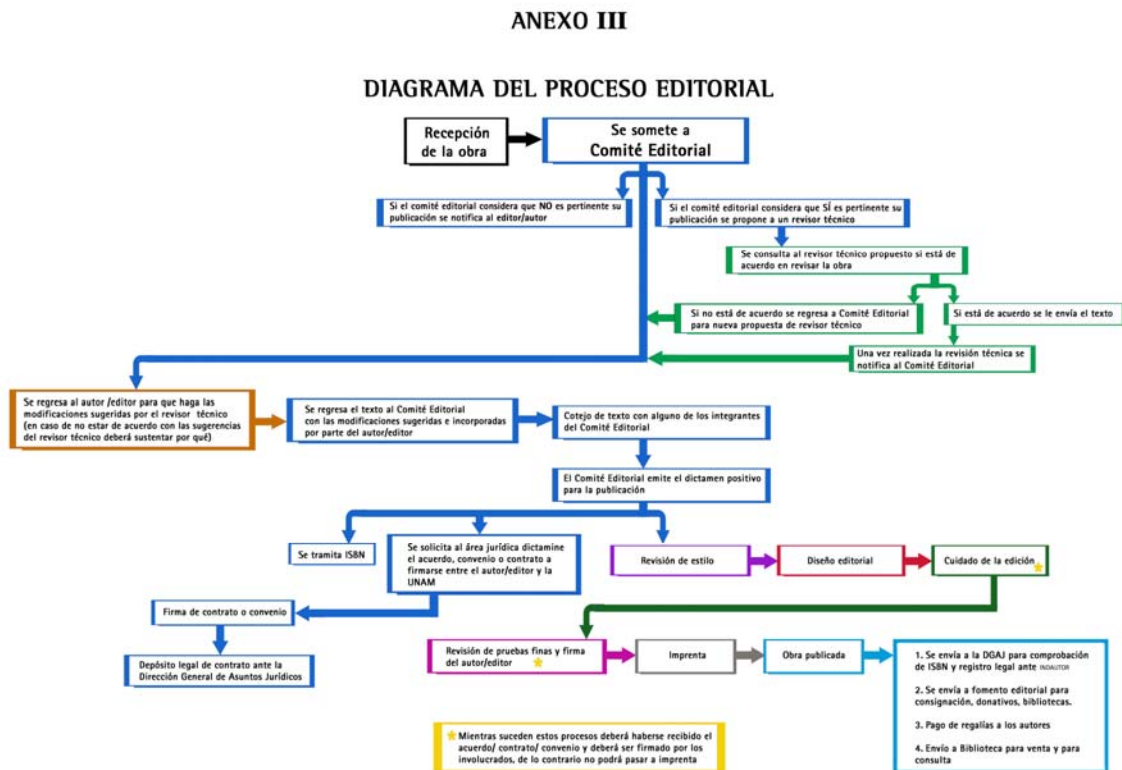 ANEXO III
DIAGRAMA DEL PROCESO EDITORIAL
Recepción
de la obra
Se somete a
Comité Editorial
Si el comité editorial considera que NO es pertinente su
publicación se notifica al editor/autor
Si el comité editorial considera que SÍ es pertinente su
publicación se propone a un revisor técnico
Se consulta al revisor técnico propuesto si está de
acuerdo en revisar la obra
Si no está de acuerdo se regresa a Comité Editorial
para nueva propuesta de revisor técnico
Si está de acuerdo se le envía el texto
Una vez realizada la revisión técnica se
notifica al Comité Editorial
Se regresa al autor /editor para que haga las
modificaciones sugeridas por el revisor técnico
(en caso de no estar de acuerdo con las sugerencias
del revisor técnico deberá sustentar por qué)
Se regresa el texto al Comité Editorial
con las modificaciones sugeridas e incorporadas
por parte del autor/editor
Cotejo de texto con alguno de los integrantes
del Comité Editorial
El Comité Editorial emite el dictamen positivo
para la publicación
Se tramita ISBN
Se solicita al área jurídica dictamine
el acuerdo, convenio o contrato a
firmarse entre el autor/editor y la
UNAM
Revisión de estilo
Diseño editorial
Cuidado de la edición
Firma de contrato o convenio
Depósito legal de contrato ante la
Dirección General de Asuntos Jurídicos
Revisión de pruebas finas y firma
del autor/editor
Imprenta
Obra publicada
1. Se envía a la DGAJ para comprobación
de ISBN y registro legal ante INDAUTOR
2. Se envía a fomento editorial para
consignación, donativos, bibliotecas.
3. Pago de regalías a los autores
4. Envío a Biblioteca para venta y para
consulta
Mientras suceden estos procesos deberá haberse recibido el
acuerdo/ contrato/ convenio y deberá ser firmado por los
involucrados, de lo contrario no podrá pasar a imprenta